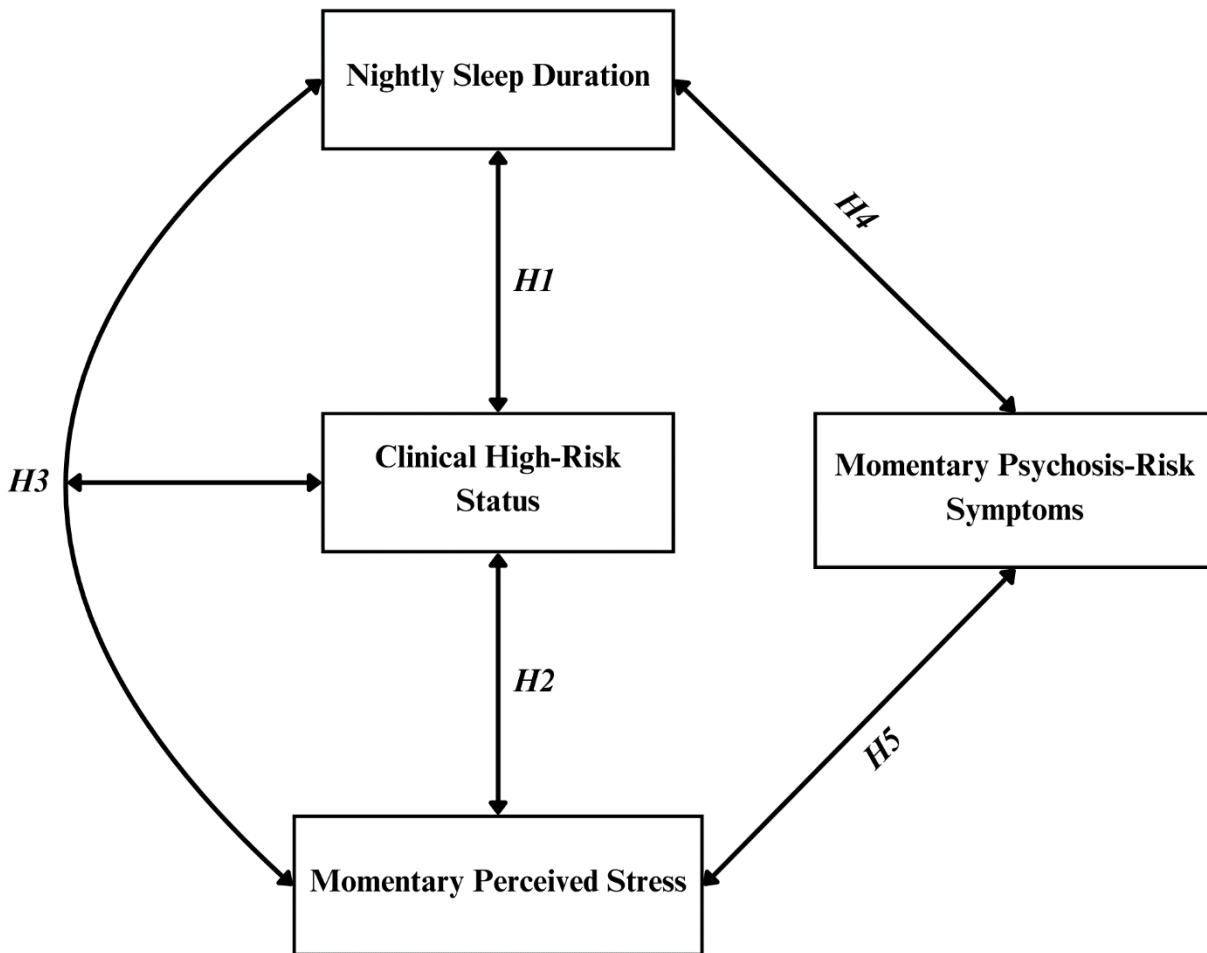 Nightly Sleep Duration
H4
H1
Clinical High-Risk
Status
Momentary Psychosis-Risk
Symptoms
H3
H2
H5
Momentary Perceived Stress